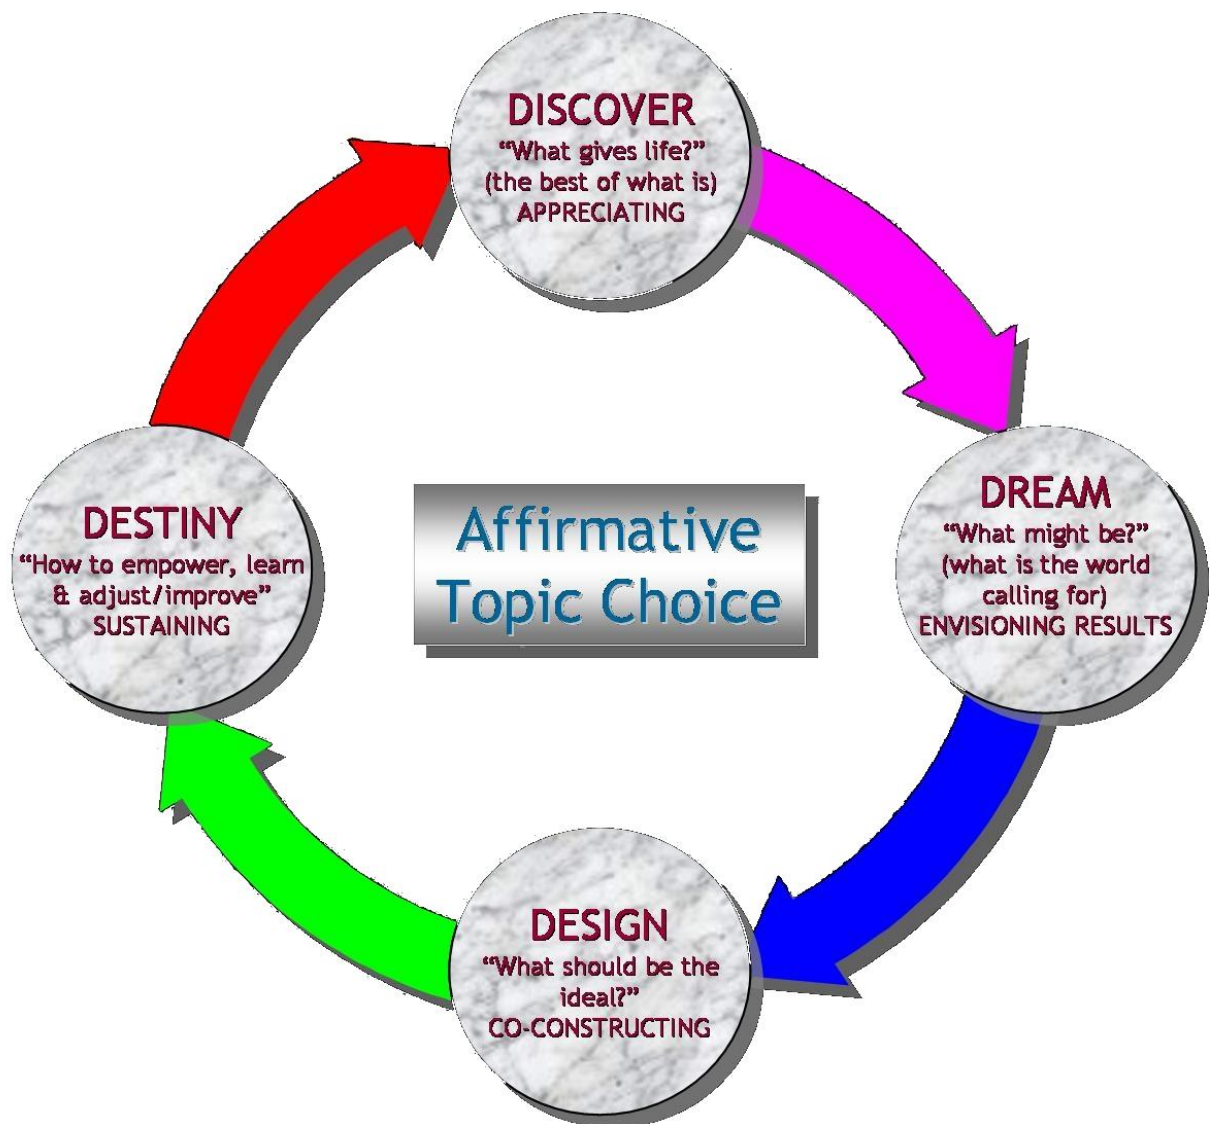 DISCOVER
“What gives life?”
(the best of what is)
APPRECIATING
DREAM
“What might be?”
(what is the world
calling for)
ENVISIONING RESULTS
DESIGN
“What should be the
ideal?”
CO-CONSTRUCTING
DESTINY
“How to empower, learn
& adjust/improve”
SUSTAINING
Affirmative
Topic Choice